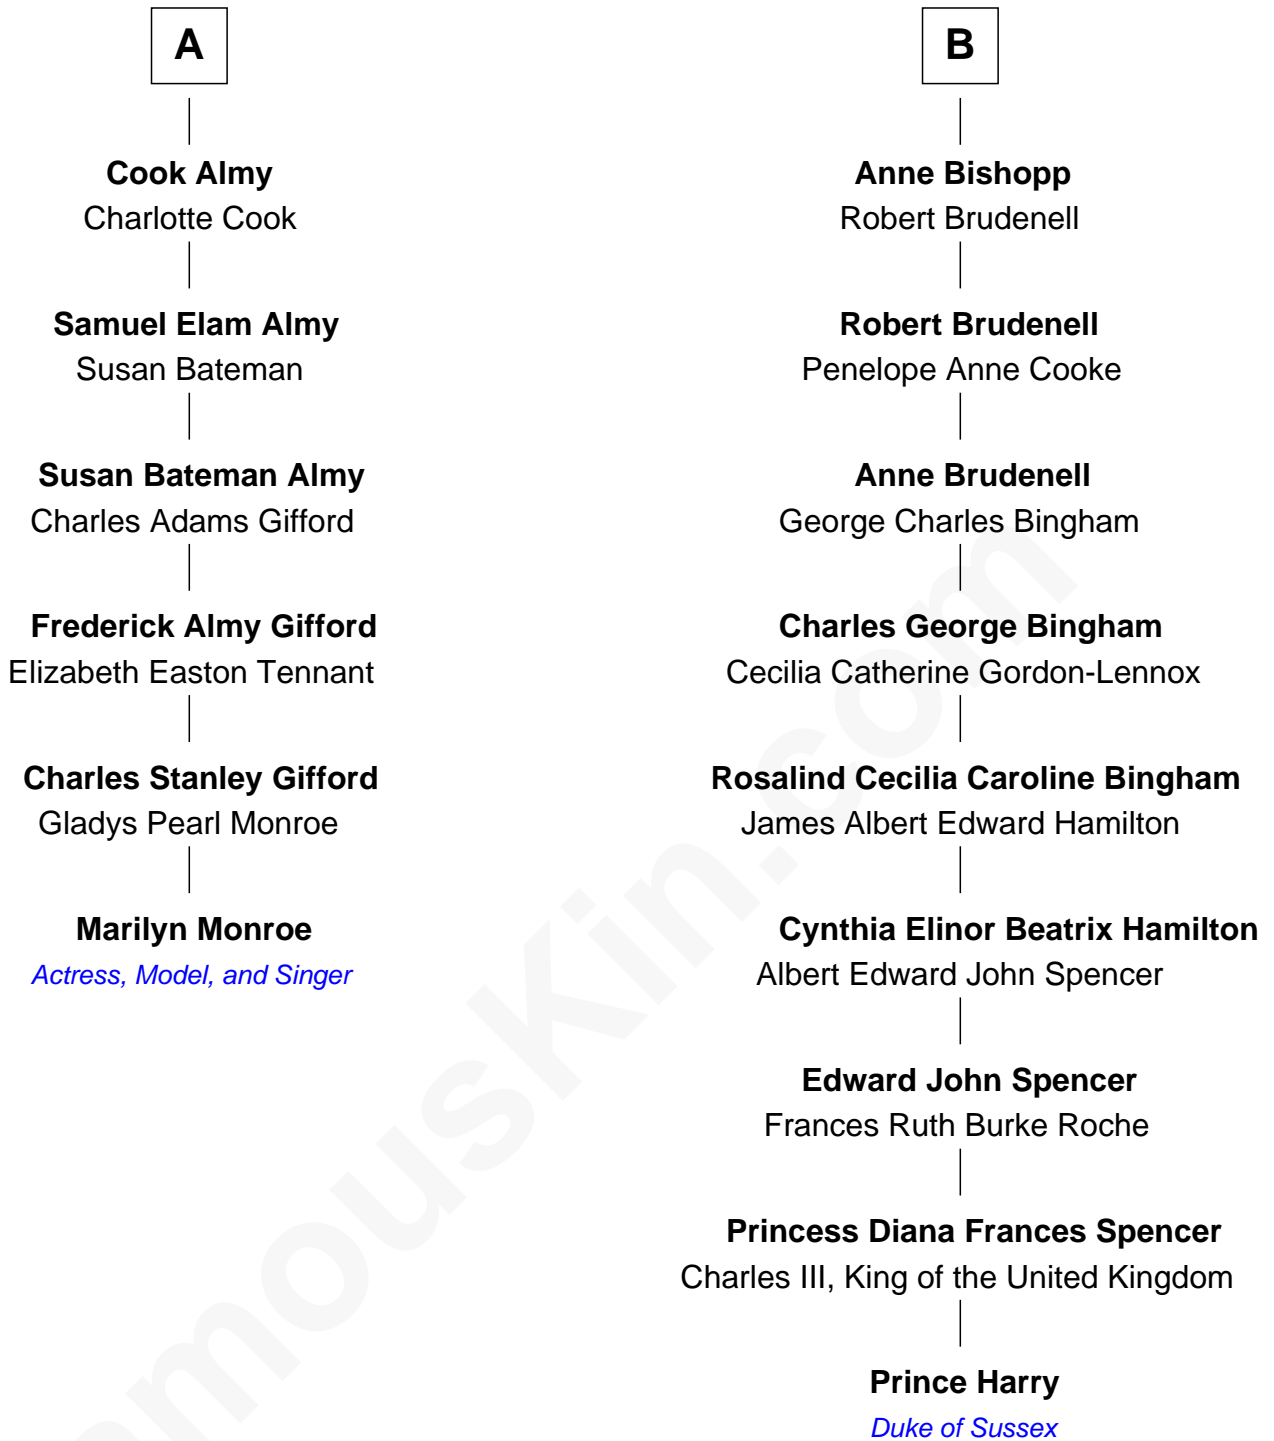 A
Cook Almy
Charlotte Cook
Samuel Elam Almy
Susan Bateman
Susan Bateman Almy
Charles Adams Gifford
Frederick Almy Gifford
Elizabeth Easton Tennant
Charles Stanley Gifford
Gladys Pearl Monroe
Marilyn Monroe
Actress, Model, and Singer
B
Anne Bishopp
Robert Brudenell
Robert Brudenell
Penelope Anne Cooke
Anne Brudenell
George Charles Bingham
Charles George Bingham
Cecilia Catherine Gordon-Lennox
Rosalind Cecilia Caroline Bingham
James Albert Edward Hamilton
Cynthia Elinor Beatrix Hamilton
Albert Edward John Spencer
Edward John Spencer
Frances Ruth Burke Roche
Princess Diana Frances Spencer
Charles III, King of the United Kingdom
Prince Harry
Duke of Sussex
amousKin.com